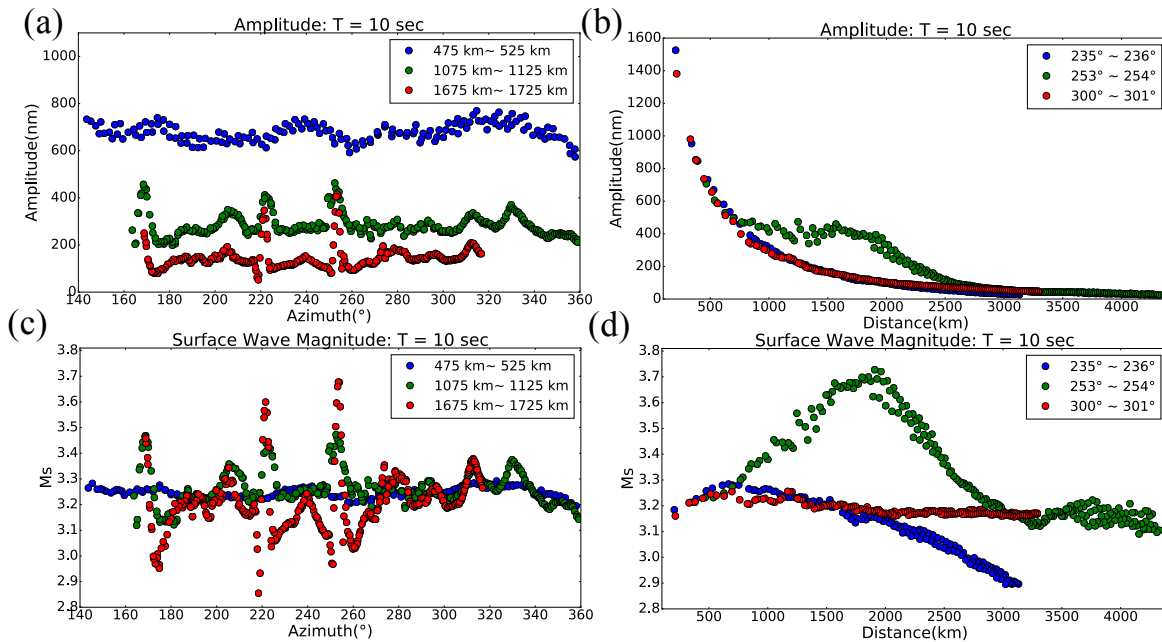 (a)
Amplitude: T = 10 sec
1000
800
600
400
200
0
Amplitude(nm)
475 km~ 525 km
1075 km~ 1125 km
1675 km~ 1725 km
140 160 180 200 220 240 260 280 300 320 340 360
Azimuth(°)
(b)
Amplitude: T = 10 sec
1600
1400
1200
1000
800
600
400
200
0
Amplitude(nm)
235° ~ 236°
253° ~ 254°
300° ~ 301°
500 1000 1500 2000 2500 3000 3500 4000
Distance(km)
(c)
Surface Wave Magnitude: T = 10 sec
3.8
3.7
3.6
3.5
3.4
3.3
3.2
3.1
3.0
2.9
2.8
Ms
475 km~ 525 km
1075 km~ 1125 km
1675 km~ 1725 km
140 160 180 200 220 240 260 280 300 320 340 360
Azimuth(°)
(d)
Surface Wave Magnitude: T = 10 sec
3.8
3.7
3.6
3.5
3.4
3.3
3.2
3.1
3.0
2.9
2.8
Ms
235° ~ 236°
253° ~ 254°
300° ~ 301°
500 1000 1500 2000 2500 3000 3500 4000
Distance(km)